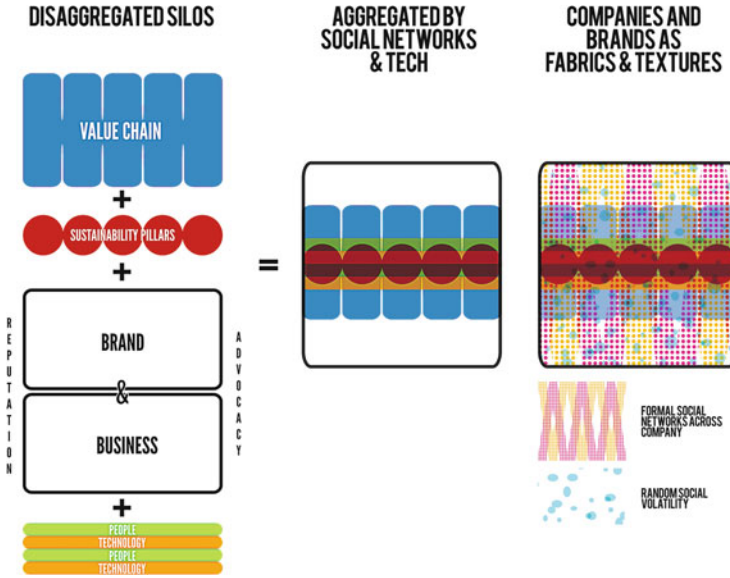 DISAGGREGATED SILOS
VALUE CHAIN
+
SUSTAINABILITY PILLARS
+
REPUTATION
BRAND
&
BUSINESS
ADVOCACY
+
PEOPLE
TECHNOLOGY
PEOPLE
TECHNOLOGY
=
AGGREGATED BY
SOCIAL NETWORKS
& TECH
COMPANIES AND
BRANDS AS
FABRICS & TEXTURES
FORMAL SOCIAL
NETWORKS ACROSS
COMPANY
RANDOM SOCIAL
VOLATILITY